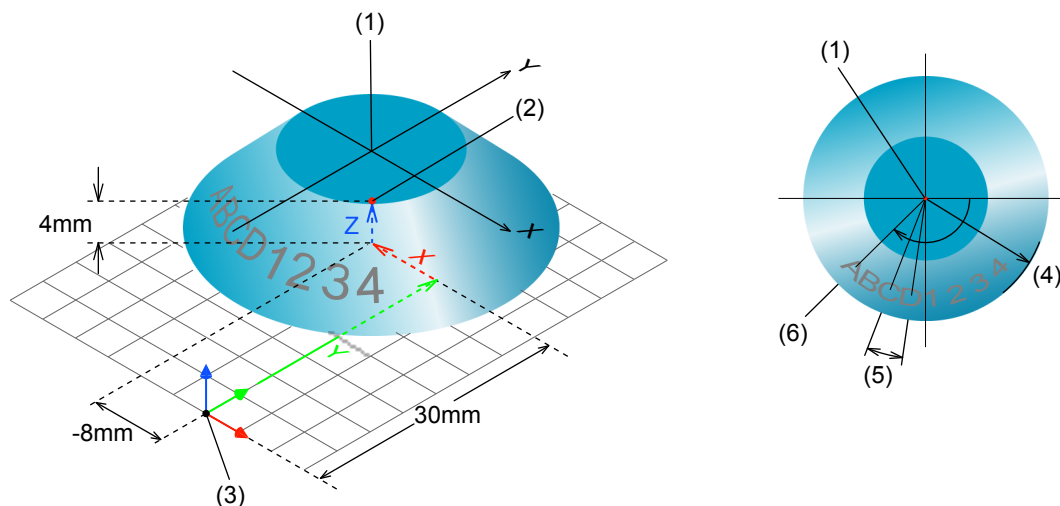 (1)
Y
(2)
4mm
Z
X
X
ABCD1234
Y
-8mm
30mm
(3)
(1)
(4)
ABCD1234
(6)
(5)